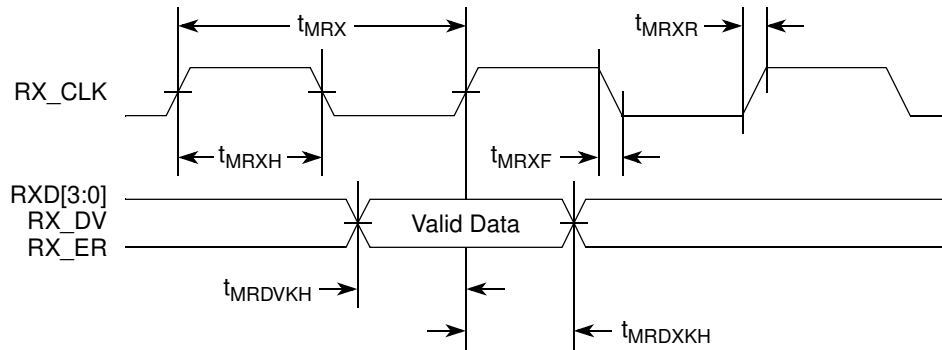 tMRX
tMRXR
RX_CLK
tMRXH
tMRXF
RXD[3:0]
RX_DV
Valid Data
RX_ER
tMRDVKH
tMRDXKH